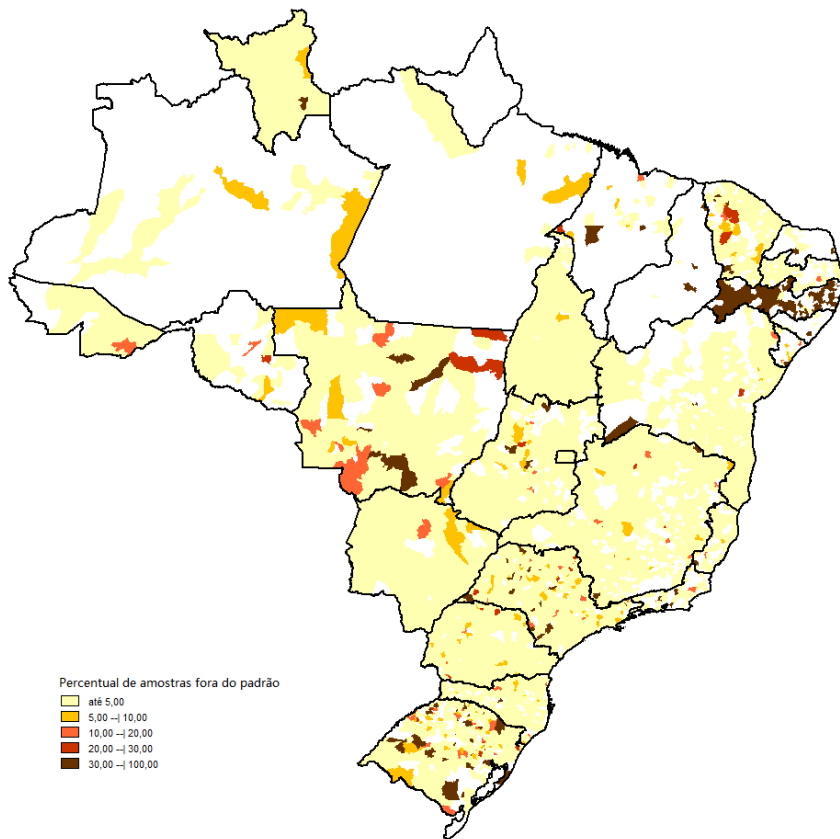 Percentual de amostras fora do padrão
até 5,00
5,00 --| 10,00
10,00 --| 20,00
20,00 --| 30,00
30,00 --| 100,00